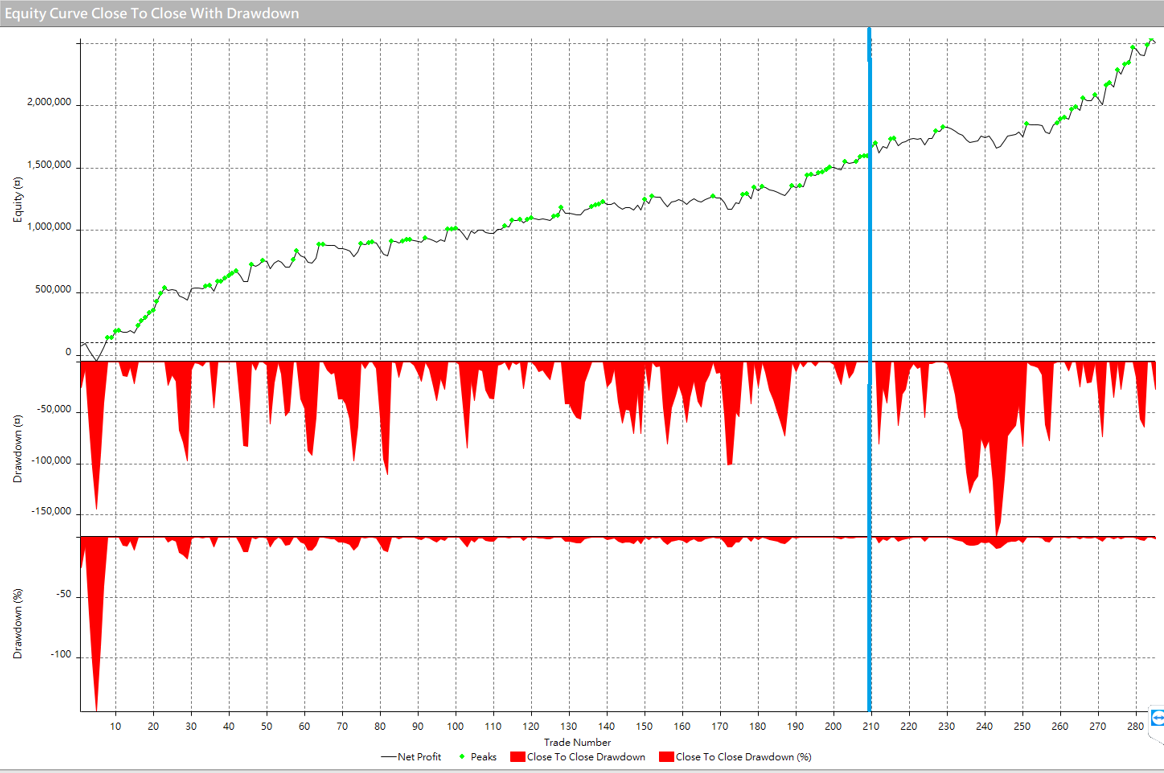 Equity Curve Close To Close With Drawdown
2,000,000
1,500,000
1,000,000
500,000
0
Equity (¤)
-50,000
-100,000
-150,000
Drawdown (¤)
-50
-100
Drawdown (%)
10 20 30 40 50 60 70 80 90 100 110 120 130 140 150 160 170 180 190 200 210 220 230 240 250 260 270 280
Trade Number
Net Profit Peaks Close To Close Drawdown Close To Close Drawdown (%)